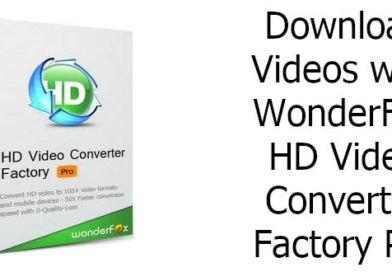 HD
HD Video Converter
Factory Pro
Convert HD video to 100+ video formats
and mobile devices - 50X Faster conversion
speed with 0-Quality-Loss
wonderfox
Downloa
Videos w
WonderF
HD Vide
Convert
Factory P